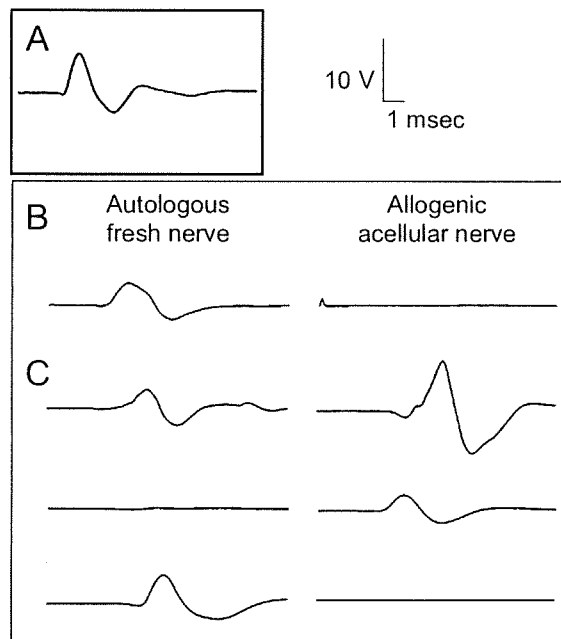 A
10 V
1 msec
B
Autologous
fresh nerve
Allogenic
acellular nerve
C